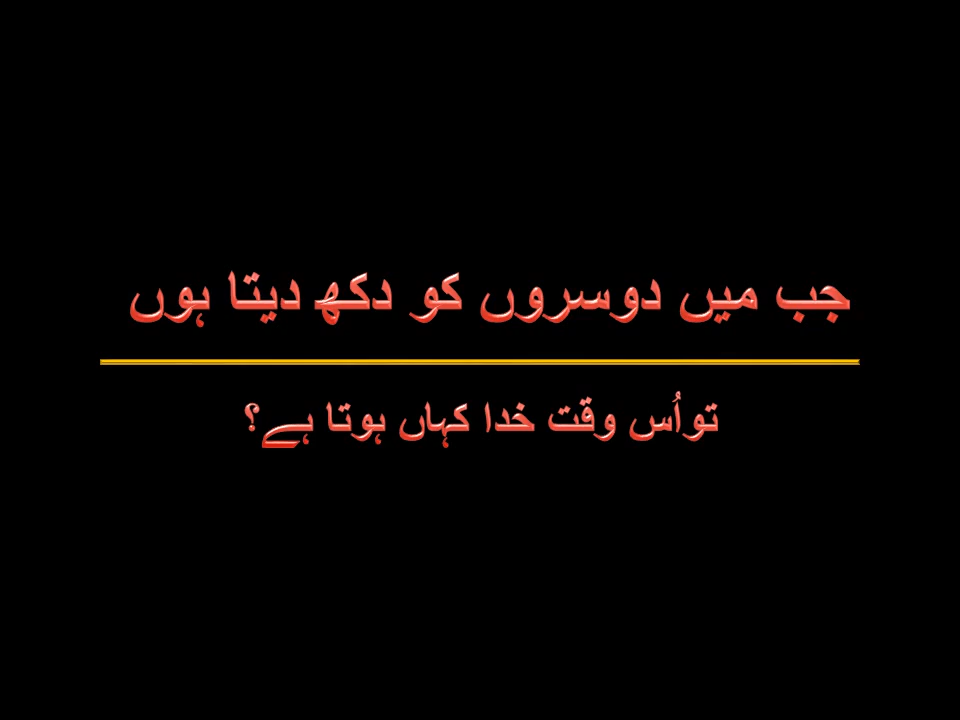 جب میں دوسروں کو دکھ دیتا ہوں
تواُس وقت خدا کہاں ہوتا ہے؟